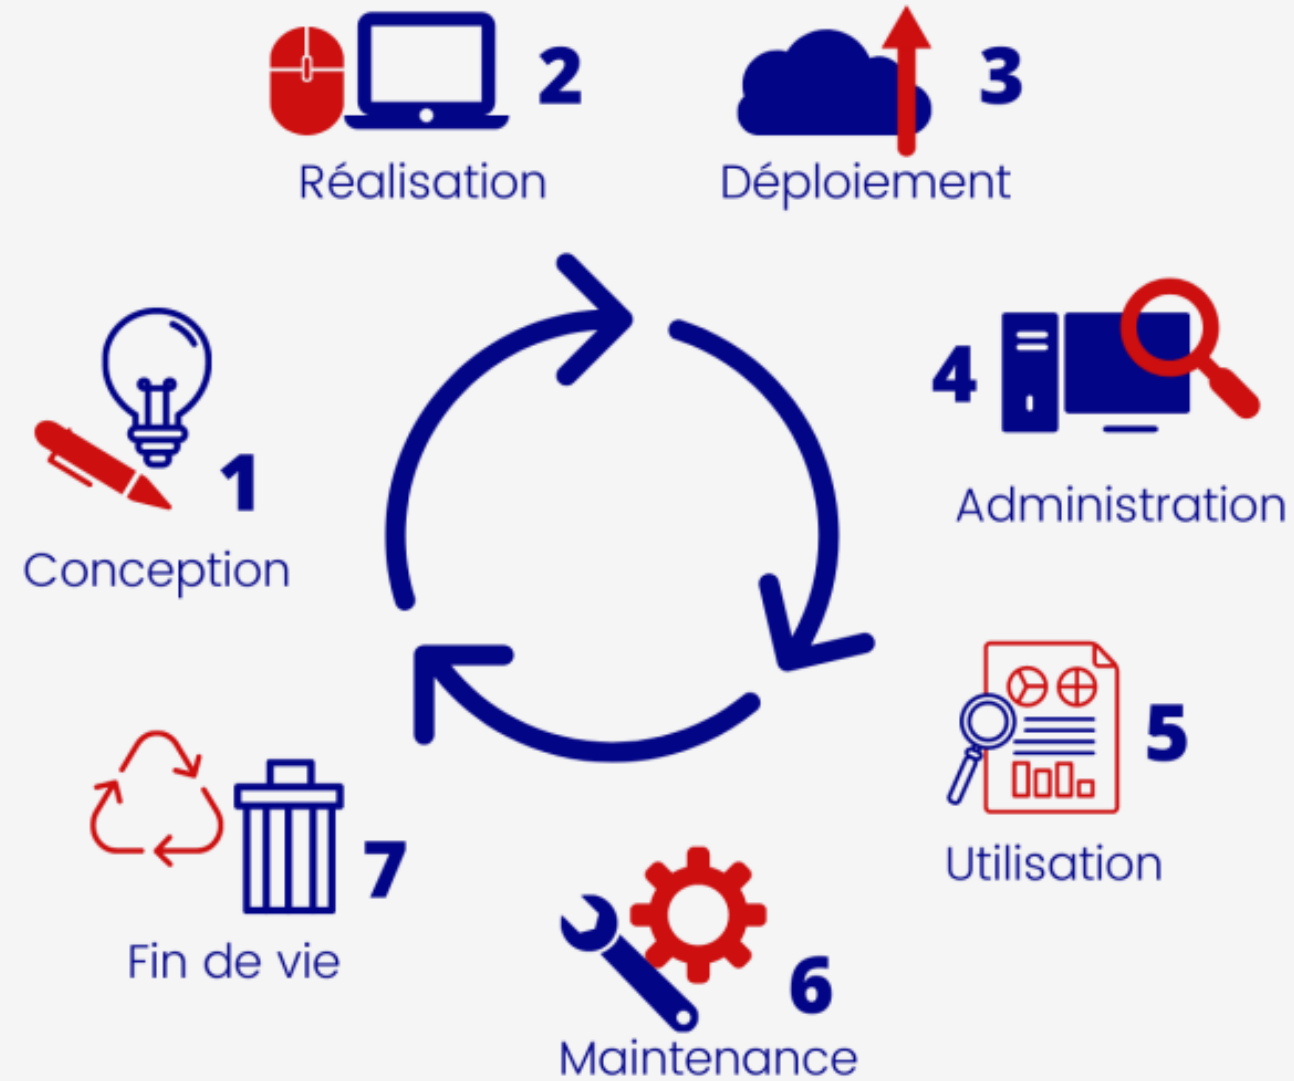 1
Conception
2
Réalisation
3
Déploiement
4
Administration
5
Utilisation
6
Maintenance
7
Fin de vie